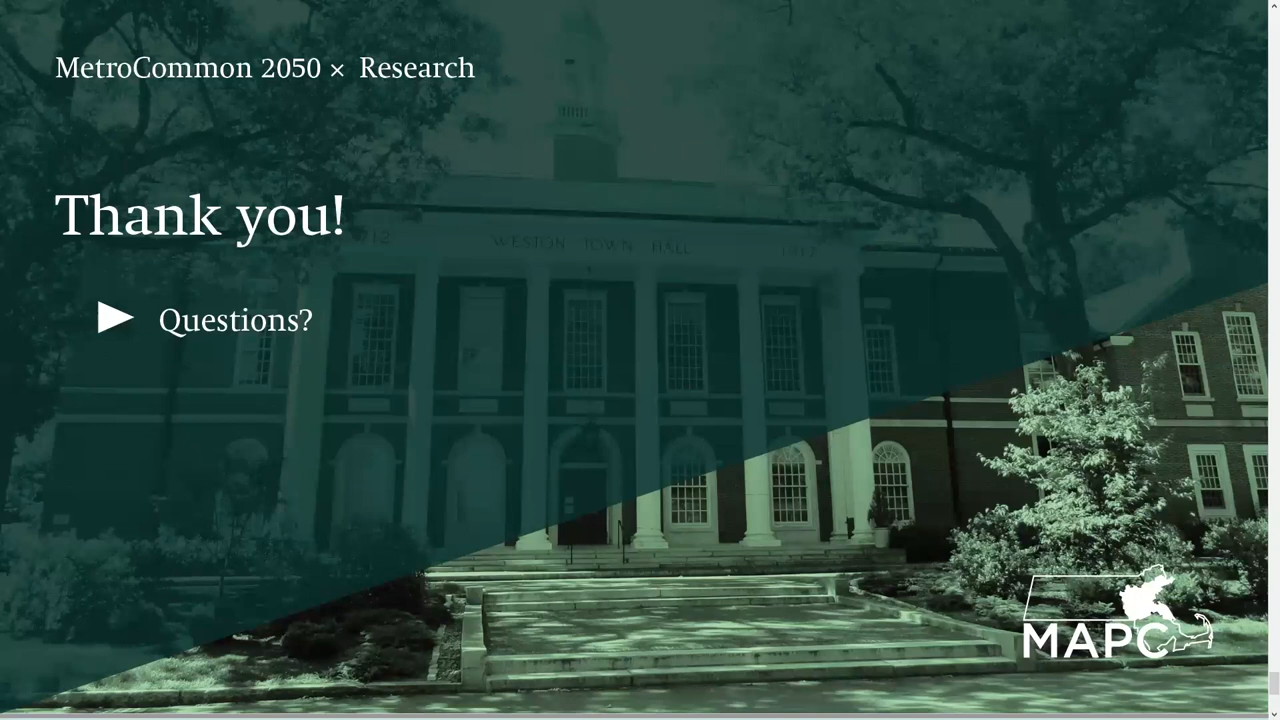 MetroCommon 2050 × Research
Thank you!
WESTON TOWN HALL
Questions?
MAPC